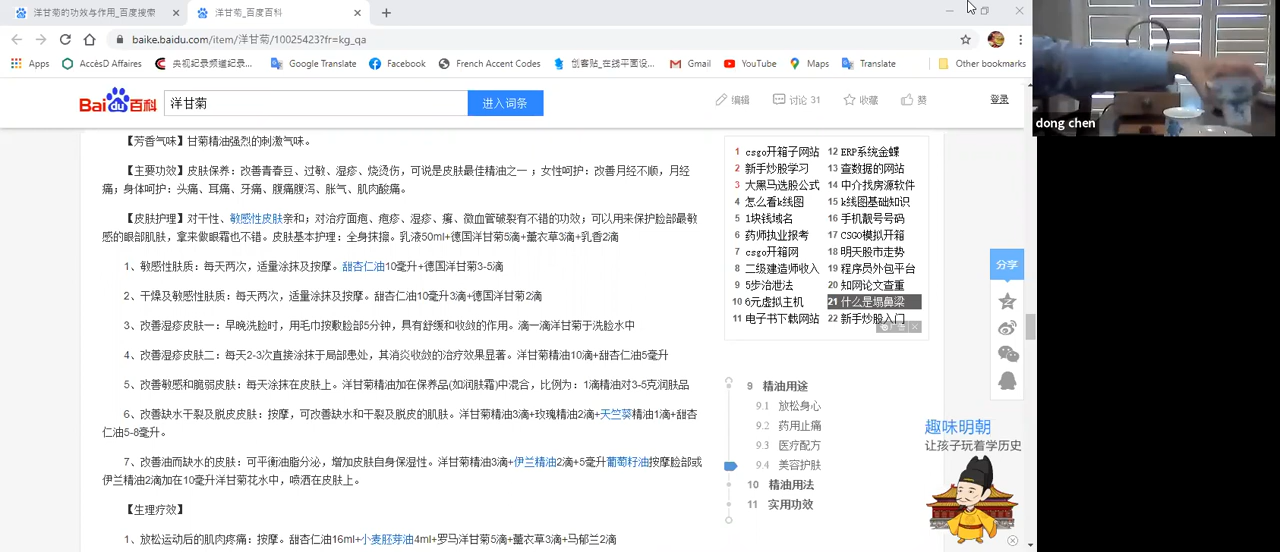 洋甘菊的功效与作用_百度搜索
洋甘菊_百度百科
baike.baidu.com/item/洋甘菊/10025423?fr=kg_qa
Apps
AccèsD Affaires
央视纪录频道纪录...
Google Translate
Facebook
French Accent Codes
创客贴_在线平面设...
Gmail
YouTube
Maps
Translate
Other bookmarks
Bai du 百科
洋甘菊
进入词条
编辑
讨论 31
收藏
赞
登录
【芳香气味】甘菊精油强烈的刺激气味。
【主要功效】皮肤保养：改善青春豆、过敏、湿疹、烧烫伤，可说是皮肤最佳精油之一；女性呵护：改善月经不顺，月经
痛；身体呵护：头痛、耳痛、牙痛、腹痛腹泻、胀气、肌肉酸痛。
【皮肤护理】对干性、敏感性皮肤亲和；对治疗面疱、疱疹、湿疹、癣、微血管破裂有不错的功效；可以用来保护脸部最敏
感的眼部肌肤，拿来做眼霜也不错。皮肤基本护理：全身抹擦。乳液50ml+德国洋甘菊5滴+薰衣草3滴+乳香2滴
1、敏感性肤质：每天两次，适量涂抹及按摩。甜杏仁油10毫升+德国洋甘菊3-5滴
2、干燥及敏感性肤质：每天两次，适量涂抹及按摩。甜杏仁油10毫升3滴+德国洋甘菊2滴
3、改善湿疹皮肤一：早晚洗脸时，用毛巾按敷脸部5分钟，具有舒缓和收敛的作用。滴一滴洋甘菊于洗脸水中
4、改善湿疹皮肤二：每天2-3次直接涂抹于局部患处，其消炎收敛的治疗效果显著。洋甘菊精油10滴+甜杏仁油5毫升
5、改善敏感和脆弱皮肤：每天涂抹在皮肤上。洋甘菊精油加在保养品(如润肤霜)中混合，比例为：1滴精油对3-5克润肤品
6、改善缺水干裂及脱皮皮肤：按摩，可改善缺水和干裂及脱皮的肌肤。洋甘菊精油3滴+玫瑰精油2滴+天竺葵精油1滴+甜杏
仁油5-8毫升。
7、改善油而缺水的皮肤：可平衡油脂分泌，增加皮肤自身保湿性。洋甘菊精油3滴+伊兰精油2滴+5毫升葡萄籽油按摩脸部或
伊兰精油2滴加在10毫升洋甘菊花水中，喷洒在皮肤上。
【生理疗效】
1、放松运动后的肌肉疼痛：按摩。甜杏仁油16ml+小麦胚芽油4ml+罗马洋甘菊5滴+薰衣草3滴+马郁兰2滴
1 csgo开箱子网站 12 ERP系统金蝶
2 新手炒股学习 13 查数据的网站
3 大黑马选股公式 14 中介找房源软件
4 怎么看k线图 15 k线图基础知识
5 1块钱域名 16 手机靓号号码
6 药师执业报考 17 CSGO模拟开箱
7 csgo开箱网 18 明天股市走势
8 二级建造师收入 19 程序员外包平台
9 5步治泄法 20 知网论文查重
10 6元虚拟主机 21 什么是塌鼻梁
11 电子书下载网站 22 新手炒股入门
广告
9 精油用途
9.1 放松身心
9.2 药用止痛
9.3 医疗配方
9.4 美容护肤
10 精油用法
11 实用功效
分享
趣味明朝
让孩子玩着学历史
dong chen